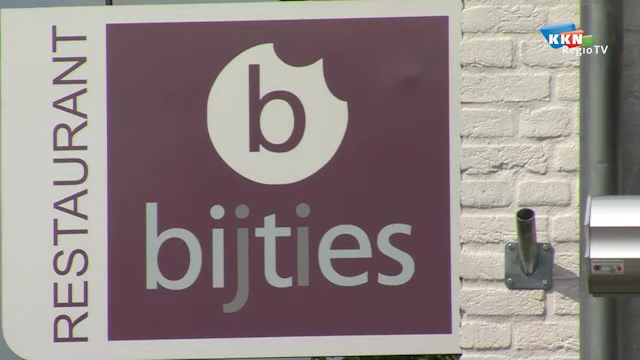 RESTAURANT
b
bijties
KKN
RegioTV